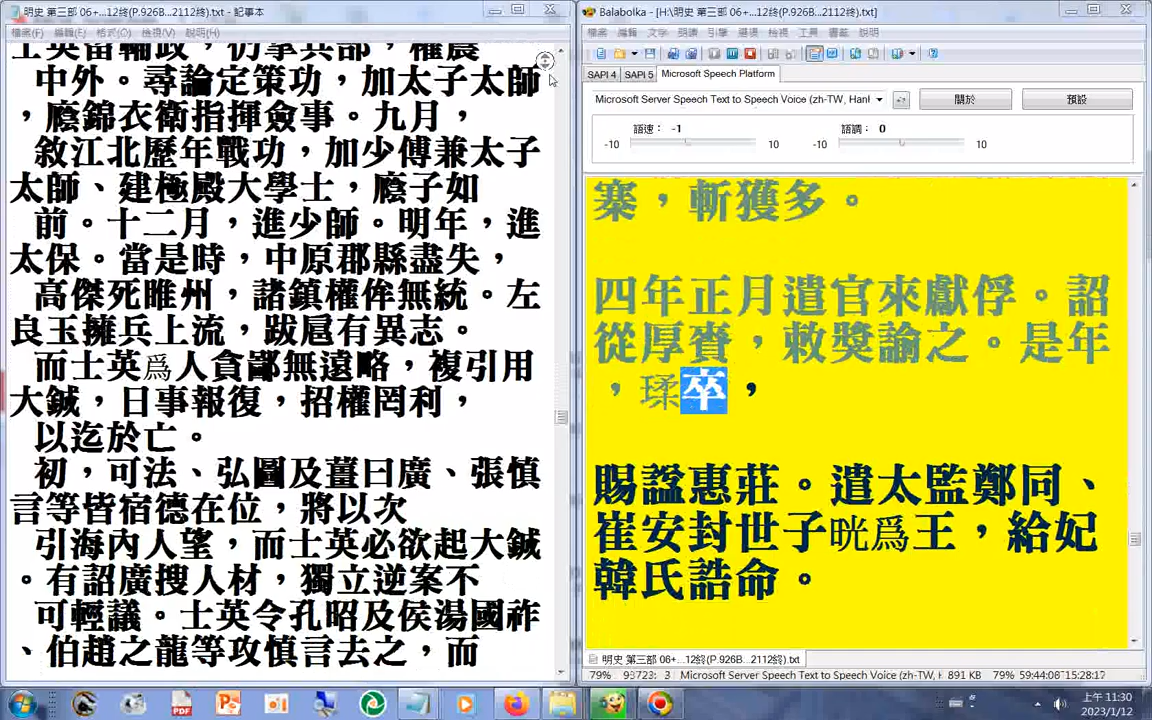 明史 第三部 06+...12終(P.926B...2112終).txt - 記事本
檔案(F) 編輯(E) 格式(O) 檢視(V) 說明(H)
士英留輔政，仍掌兵部，權震
中外。尋論定策功，加太子太師
，廕錦衣衛指揮僉事。九月，
敘江北歷年戰功，加少傅兼太子
太師、建極殿大學士，廕子如
前。十二月，進少師。明年，進
太保。當是時，中原郡縣盡失，
高傑死睢州，諸鎮權侔無統。左
良玉擁兵上流，跋扈有異志。
而士英爲人貪鄙無遠略，複引用
大鋮，日事報復，招權罔利，
以迄於亡。
初，可法、弘圖及薑曰廣、張慎
言等皆宿德在位，將以次
引海內人望，而士英必欲起大鋮
。有詔廣搜人材，獨立逆案不
可輕議。士英令孔昭及侯湯國祚
、伯趙之龍等攻慎言去之，而
Balabolka - [H:\明史 第三部 06+...12終(P.926B...2112終).txt]
檔案 編輯 文字 朗讀 引擎 選項 檢視 工具 書籤 說明
SAPI 4 SAPI 5 Microsoft Speech Platform
Microsoft Server Speech Text to Speech Voice (zh-TW, Hanl
關於 預設
語速： -1 語調： 0
-10 10 -10 10
寨，斬獲多。
四年正月遣官來獻俘。詔
從厚賚，敕獎諭之。是年
，瑈卒，
賜諡惠莊。遣太監鄭同、
崔安封世子晄爲王，給妃
韓氏誥命。
明史 第三部 06+...12終(P.926B...2112終).txt
79% 93723: 3 Microsoft Server Speech Text to Speech Voice (zh-TW, 891 KB 79% 59:44:08
上午 11:30
2023/1/12